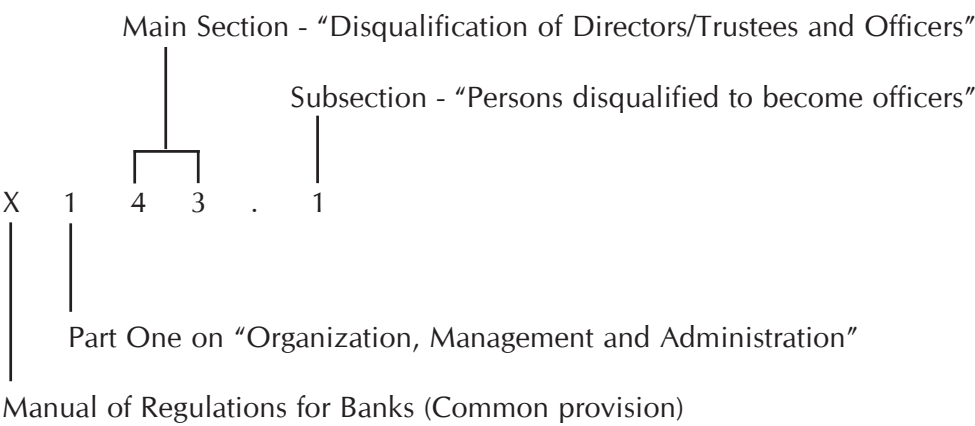 Main Section - “Disqualification of Directors/Trustees and Officers”
Subsection - “Persons disqualified to become officers”
X 1 4 3 . 1
Part One on “Organization, Management and Administration”
Manual of Regulations for Banks (Common provision)